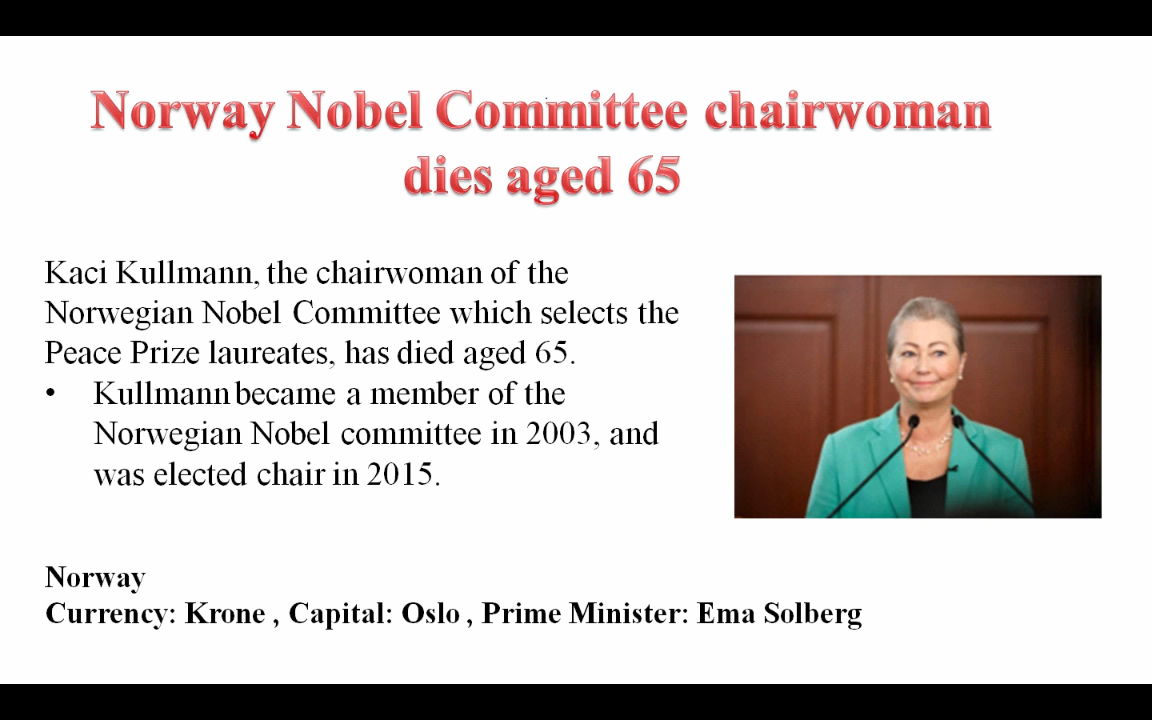 Norway Nobel Committee chairwoman
dies aged 65
Kaci Kullmann, the chairwoman of the
Norwegian Nobel Committee which selects the
Peace Prize laureates, has died aged 65.
• Kullmann became a member of the
Norwegian Nobel committee in 2003, and
was elected chair in 2015.
Norway
Currency: Krone , Capital: Oslo , Prime Minister: Ema Solberg